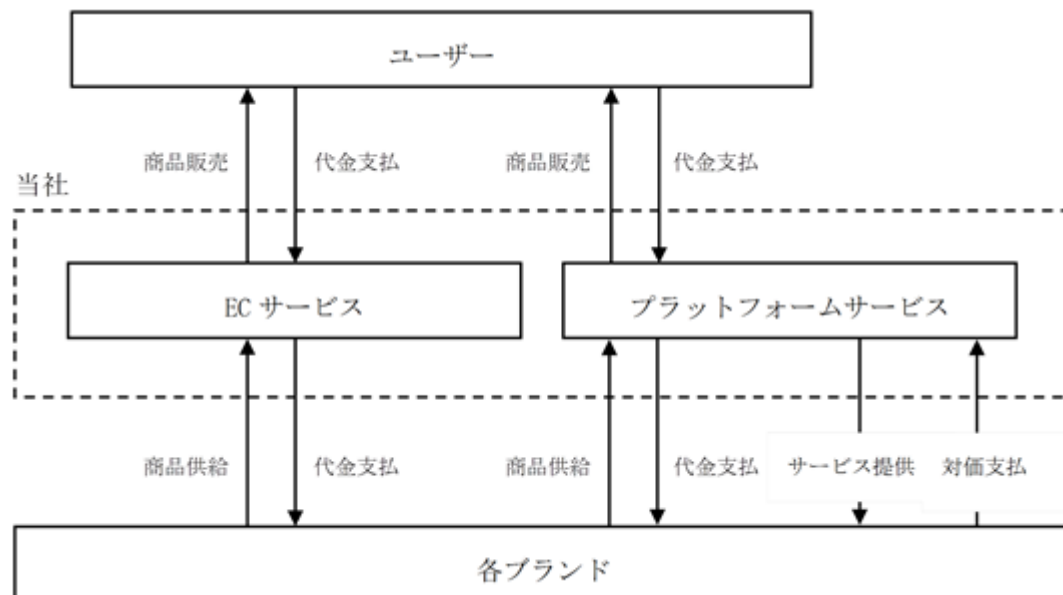 ユーザー
商品販売
代金支払
商品販売
代金支払
当社
EC サービス
プラットフォームサービス
商品供給
代金支払
商品供給
代金支払
サービス提供
対価支払
各ブランド